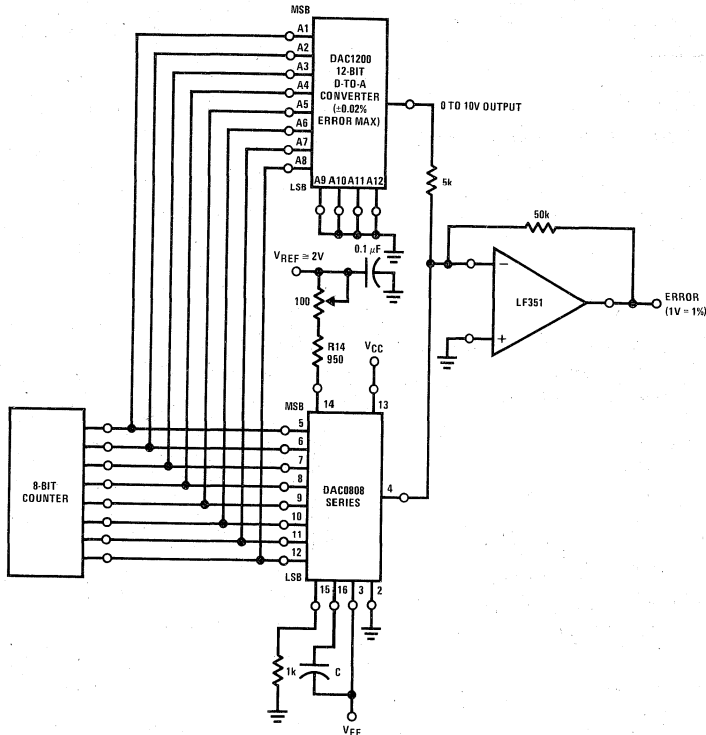 MSB
A1
A2
A3
A4
A5
A6
A7
A8
LSB
DAC1200
12-BIT
D-TO-A
CONVERTER
(±0.02%
ERROR MAX)
A9 A10 A11 A12
0 TO 10V OUTPUT
5k
50k
0.1 μF
VREF ≅ 2V
100
R14
950
VCC
LF351
−
+
ERROR
(1V = 1%)
14
13
MSB
5
6
7
8
9
10
11
12
LSB
8-BIT
COUNTER
DAC0808
SERIES
4
15 16 3 2
1k
C
VEE